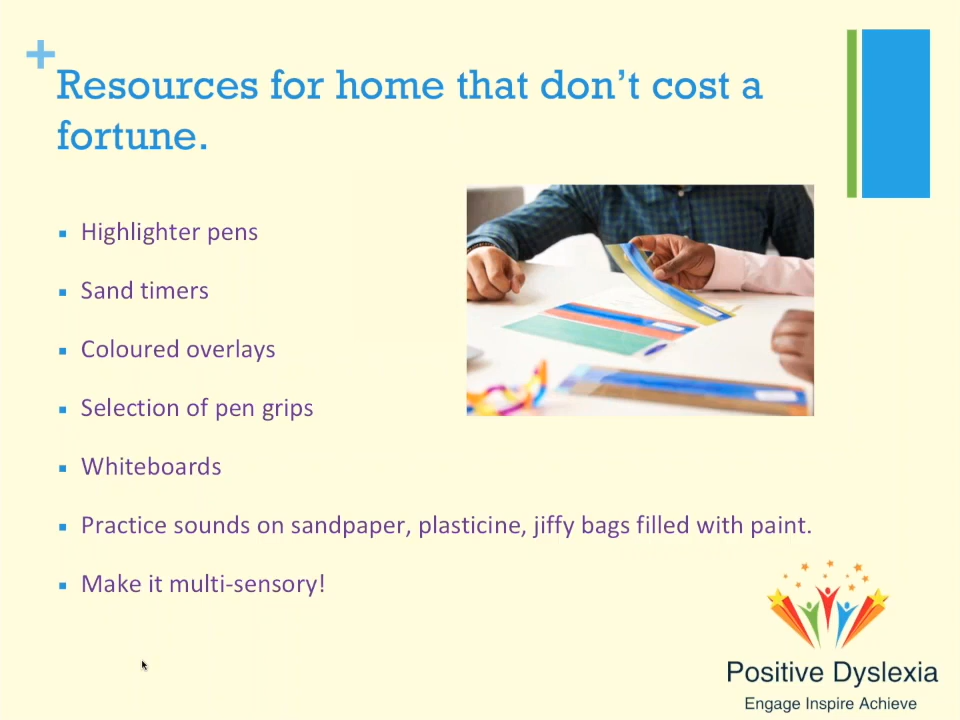 +
Resources for home that don’t cost a
fortune.
▪ Highlighter pens
▪ Sand timers
▪ Coloured overlays
▪ Selection of pen grips
▪ Whiteboards
▪ Practice sounds on sandpaper, plasticine, jiffy bags filled with paint.
▪ Make it multi-sensory!
Positive Dyslexia
Engage Inspire Achieve